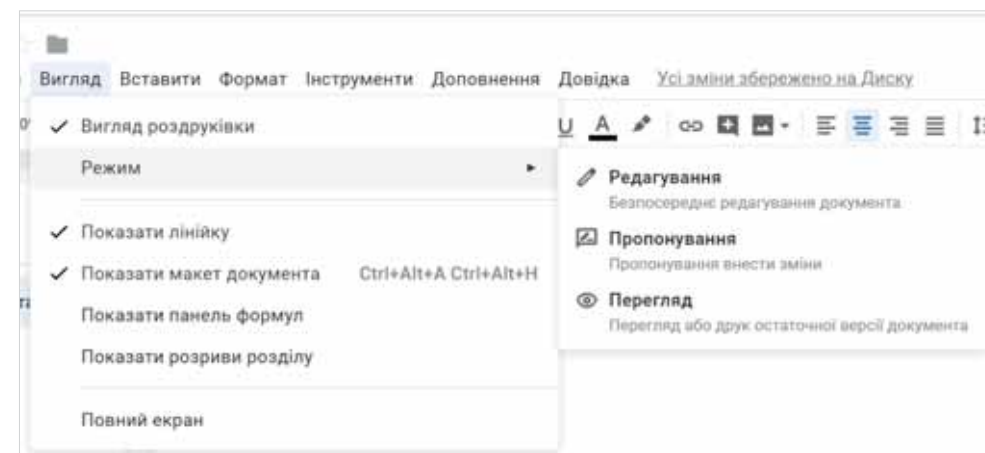 Вигляд Вставити Формат Інструменти Доповнення Довідка Усі зміни збережено на Диску
Вигляд роздруківки
U A
Режим
Редагування
Безпосереднє редагування документа
Показати лінійку
Пропонування
Пропонування внести зміни
Показати макет документа Ctrl+Alt+A Ctrl+Alt+H
Перегляд
Перегляд або друк остаточної версії документа
Показати панель формул
Показати розриви розділу
Повний екран